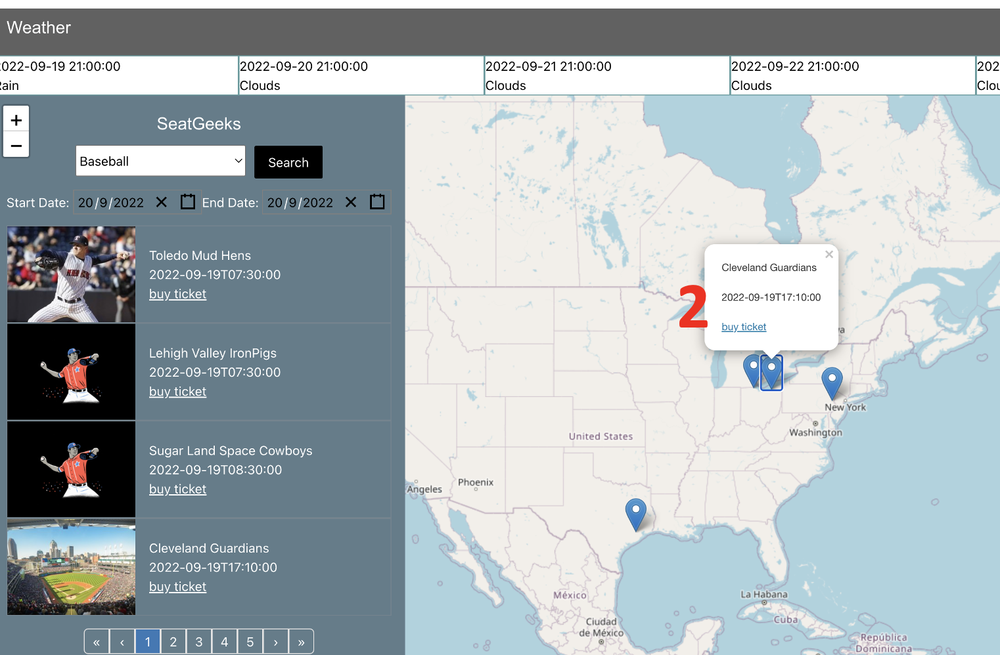 Weather
2022-09-19 21:00:00
2022-09-20 21:00:00
2022-09-21 21:00:00
2022-09-22 21:00:00
202
Rain
Clouds
Clouds
Clouds
Clou
+
−
SeatGeeks
Baseball
Search
Start Date: 20/9/2022
End Date: 20/9/2022
Toledo Mud Hens
2022-09-19T07:30:00
buy ticket
Lehigh Valley IronPigs
2022-09-19T07:30:00
buy ticket
Sugar Land Space Cowboys
2022-09-19T08:30:00
buy ticket
Cleveland Guardians
2022-09-19T17:10:00
buy ticket
« ‹ 1 2 3 4 5 › »
×
Cleveland Guardians
2022-09-19T17:10:00
buy ticket
2
New York
Washington
United States
Phoenix
Angeles
México
Ciudad
de México
La Habana
Cuba
República
Dominicana